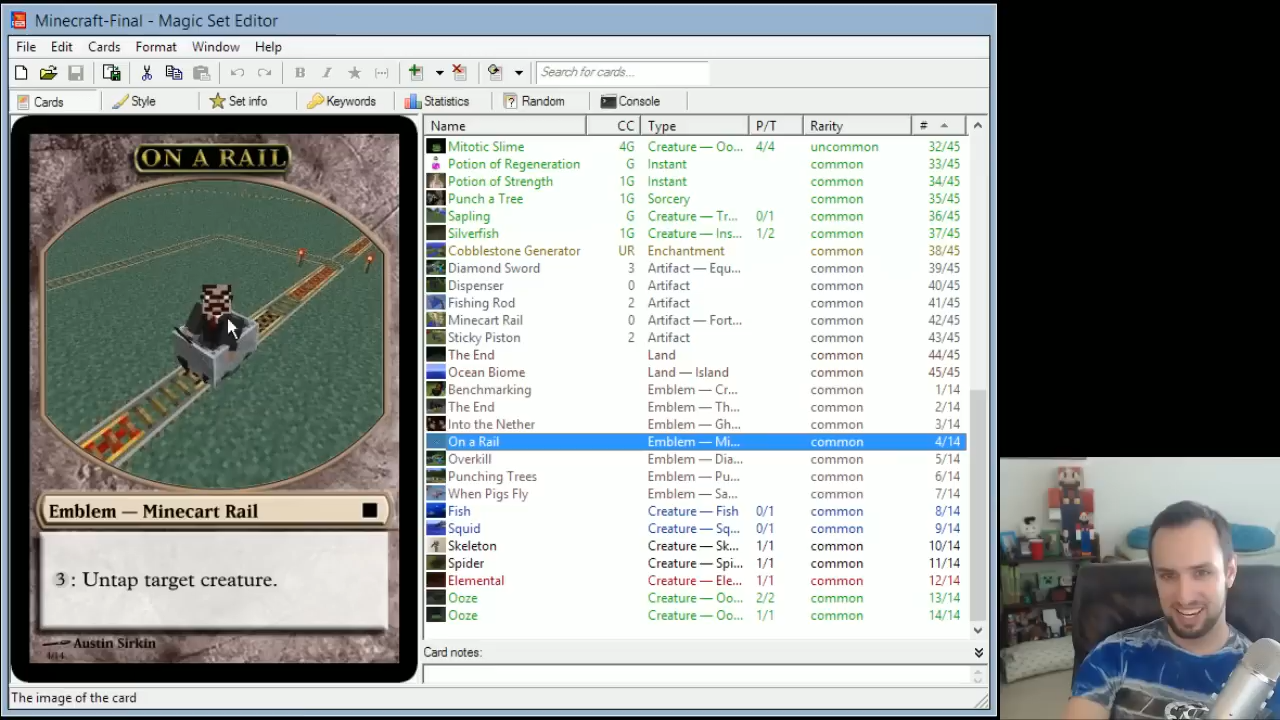 Minecraft-Final - Magic Set Editor
File Edit Cards Format Window Help
Search for cards...
Cards Style Set info Keywords Statistics Random Console
ON A RAIL
Emblem — Minecart Rail
3: Untap target creature.
Austin Sirkin
4/14
Name CC Type P/T Rarity #
Mitotic Slime 4G Creature — Oo... 4/4 uncommon 32/45
Potion of Regeneration G Instant common 33/45
Potion of Strength 1G Instant common 34/45
Punch a Tree 1G Sorcery common 35/45
Sapling G Creature — Tr... 0/1 common 36/45
Silverfish 1G Creature — Ins... 1/2 common 37/45
Cobblestone Generator UR Enchantment common 38/45
Diamond Sword 3 Artifact — Equ... common 39/45
Dispenser 0 Artifact common 40/45
Fishing Rod 2 Artifact common 41/45
Minecart Rail 0 Artifact — Fort... common 42/45
Sticky Piston 2 Artifact common 43/45
The End Land common 44/45
Ocean Biome Land — Island common 45/45
Benchmarking Emblem — Cr... common 1/14
The End Emblem — Th... common 2/14
Into the Nether Emblem — Gh... common 3/14
On a Rail Emblem — Mi... common 4/14
Overkill Emblem — Dia... common 5/14
Punching Trees Emblem — Pu... common 6/14
When Pigs Fly Emblem — Sa... common 7/14
Fish Creature — Fish 0/1 common 8/14
Squid Creature — Sq... 0/1 common 9/14
Skeleton Creature — Sk... 1/1 common 10/14
Spider Creature — Spi... 1/1 common 11/14
Elemental Creature — Ele... 1/1 common 12/14
Ooze Creature — Oo... 2/2 common 13/14
Ooze Creature — Oo... 1/1 common 14/14
Card notes:
The image of the card